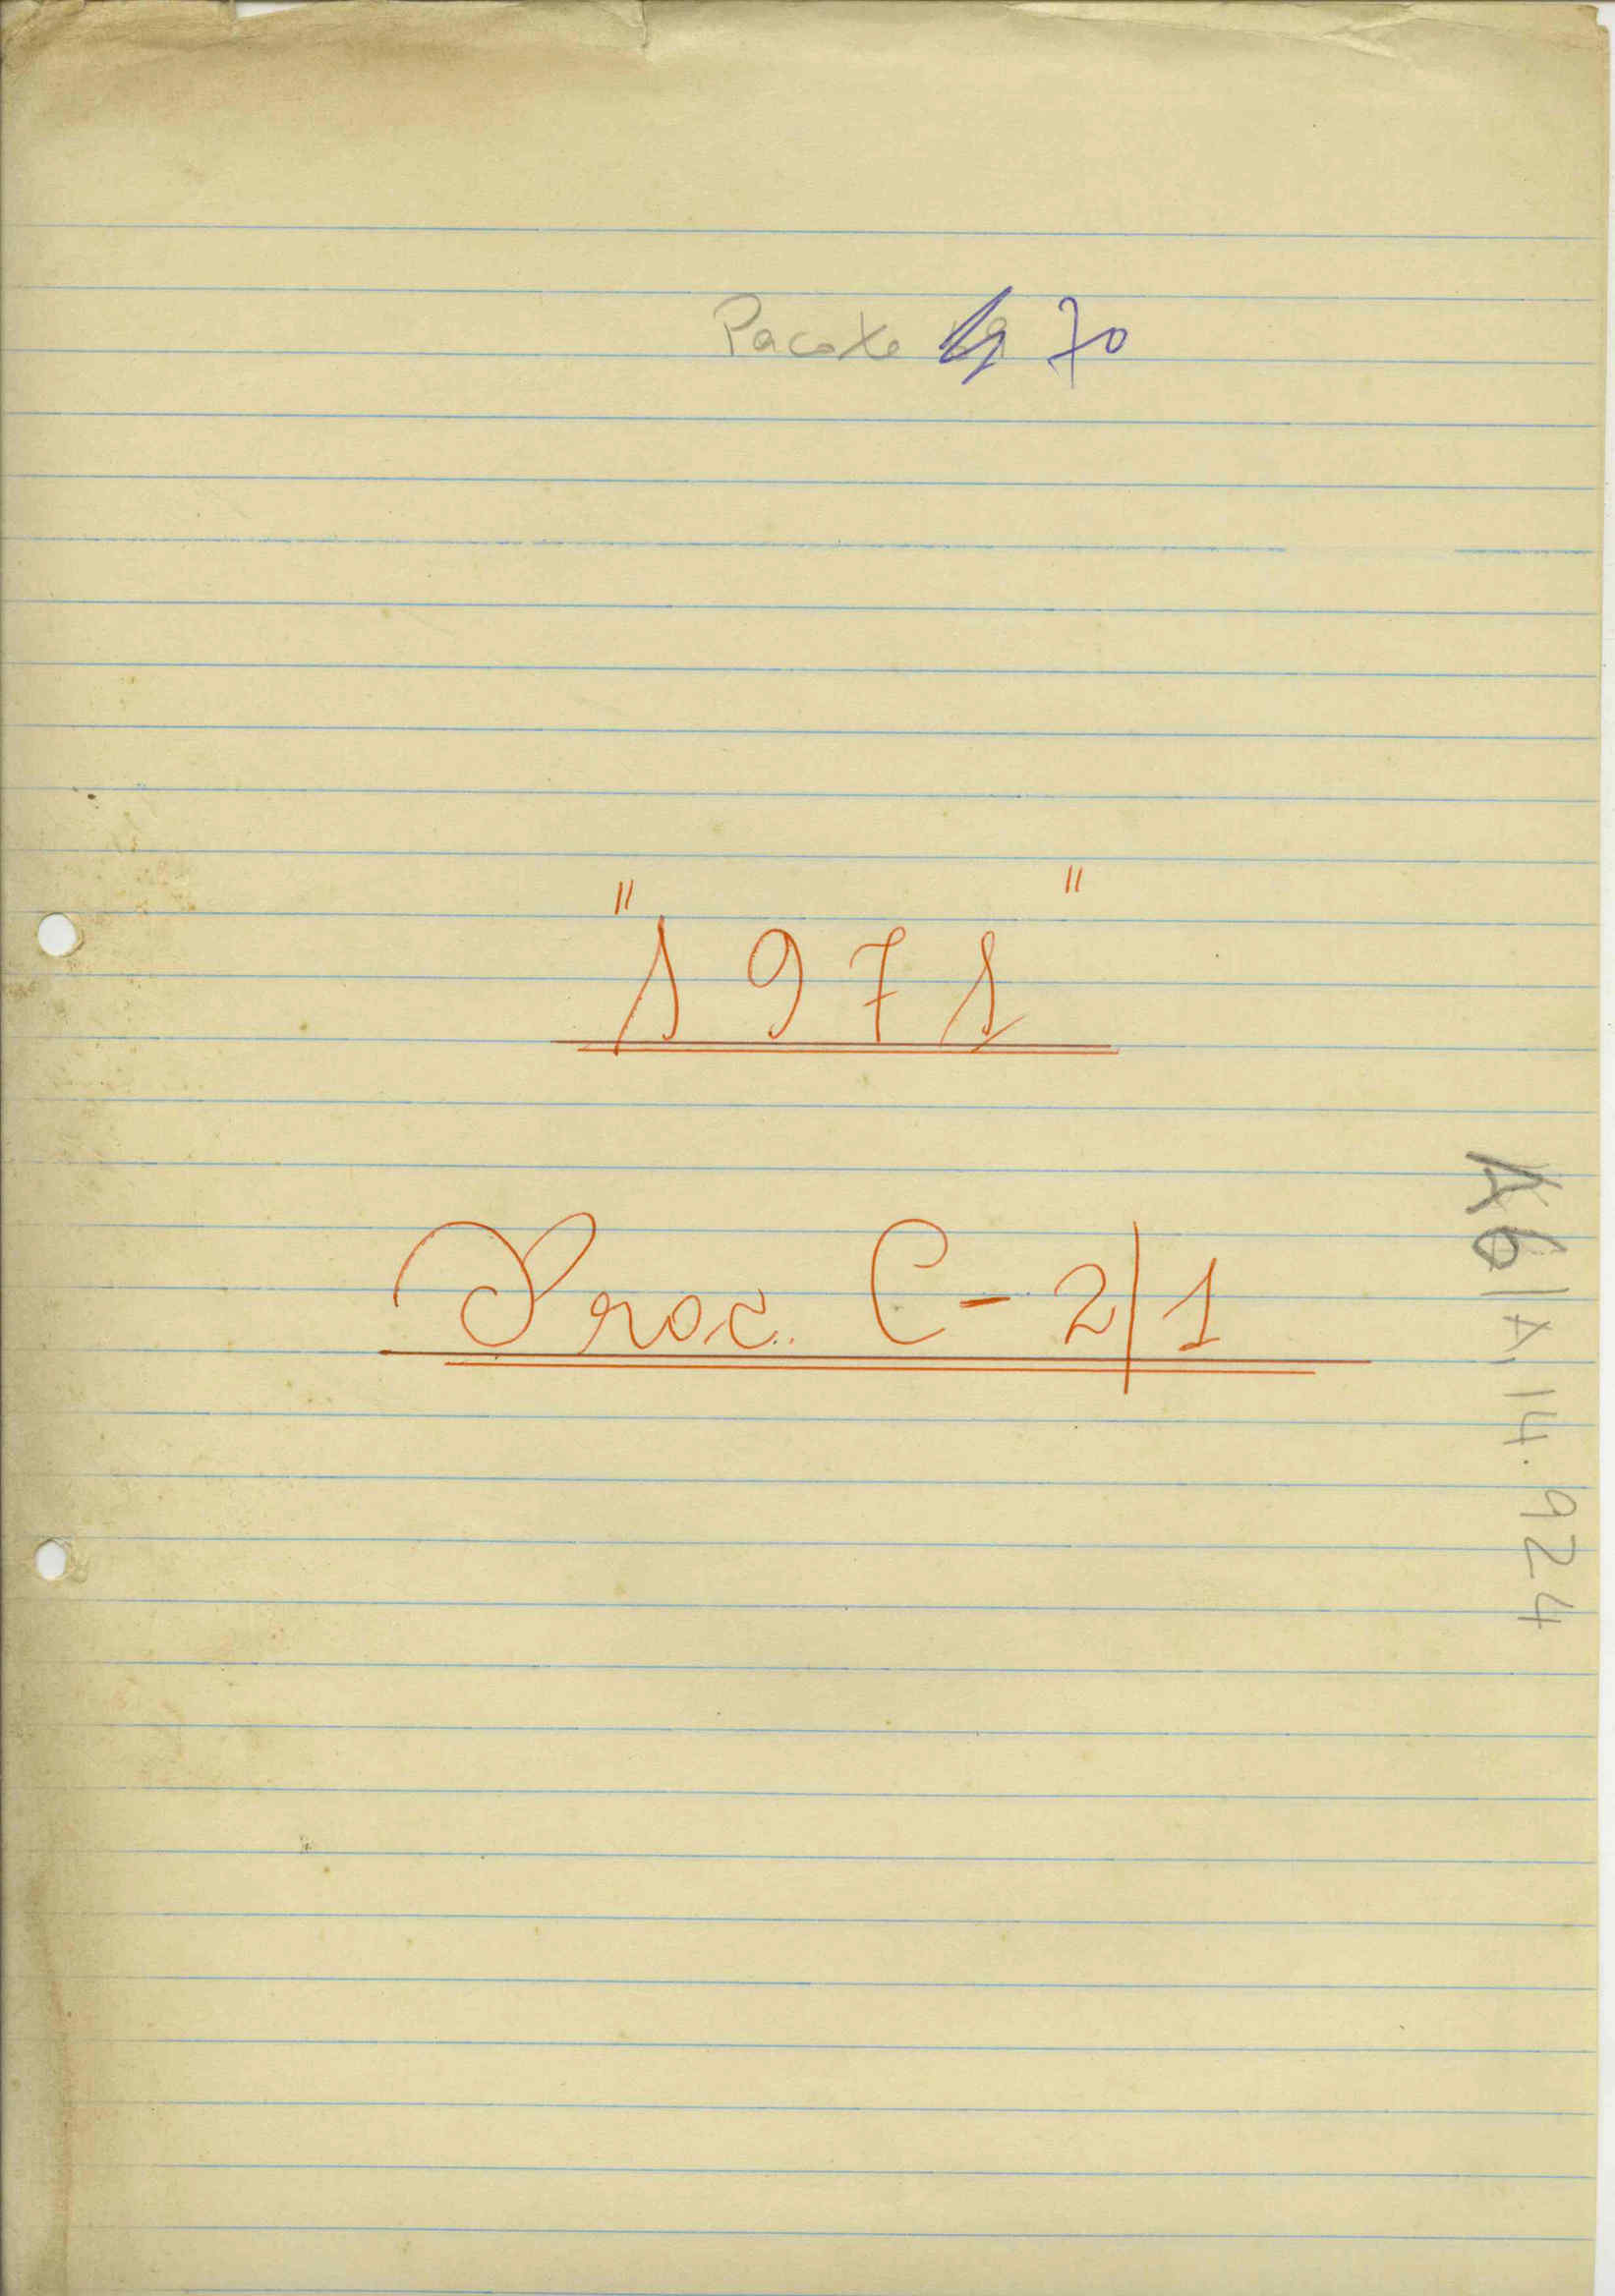 Pacote 70
"1971"
Proc. C-2/1
A6/A, 14.924